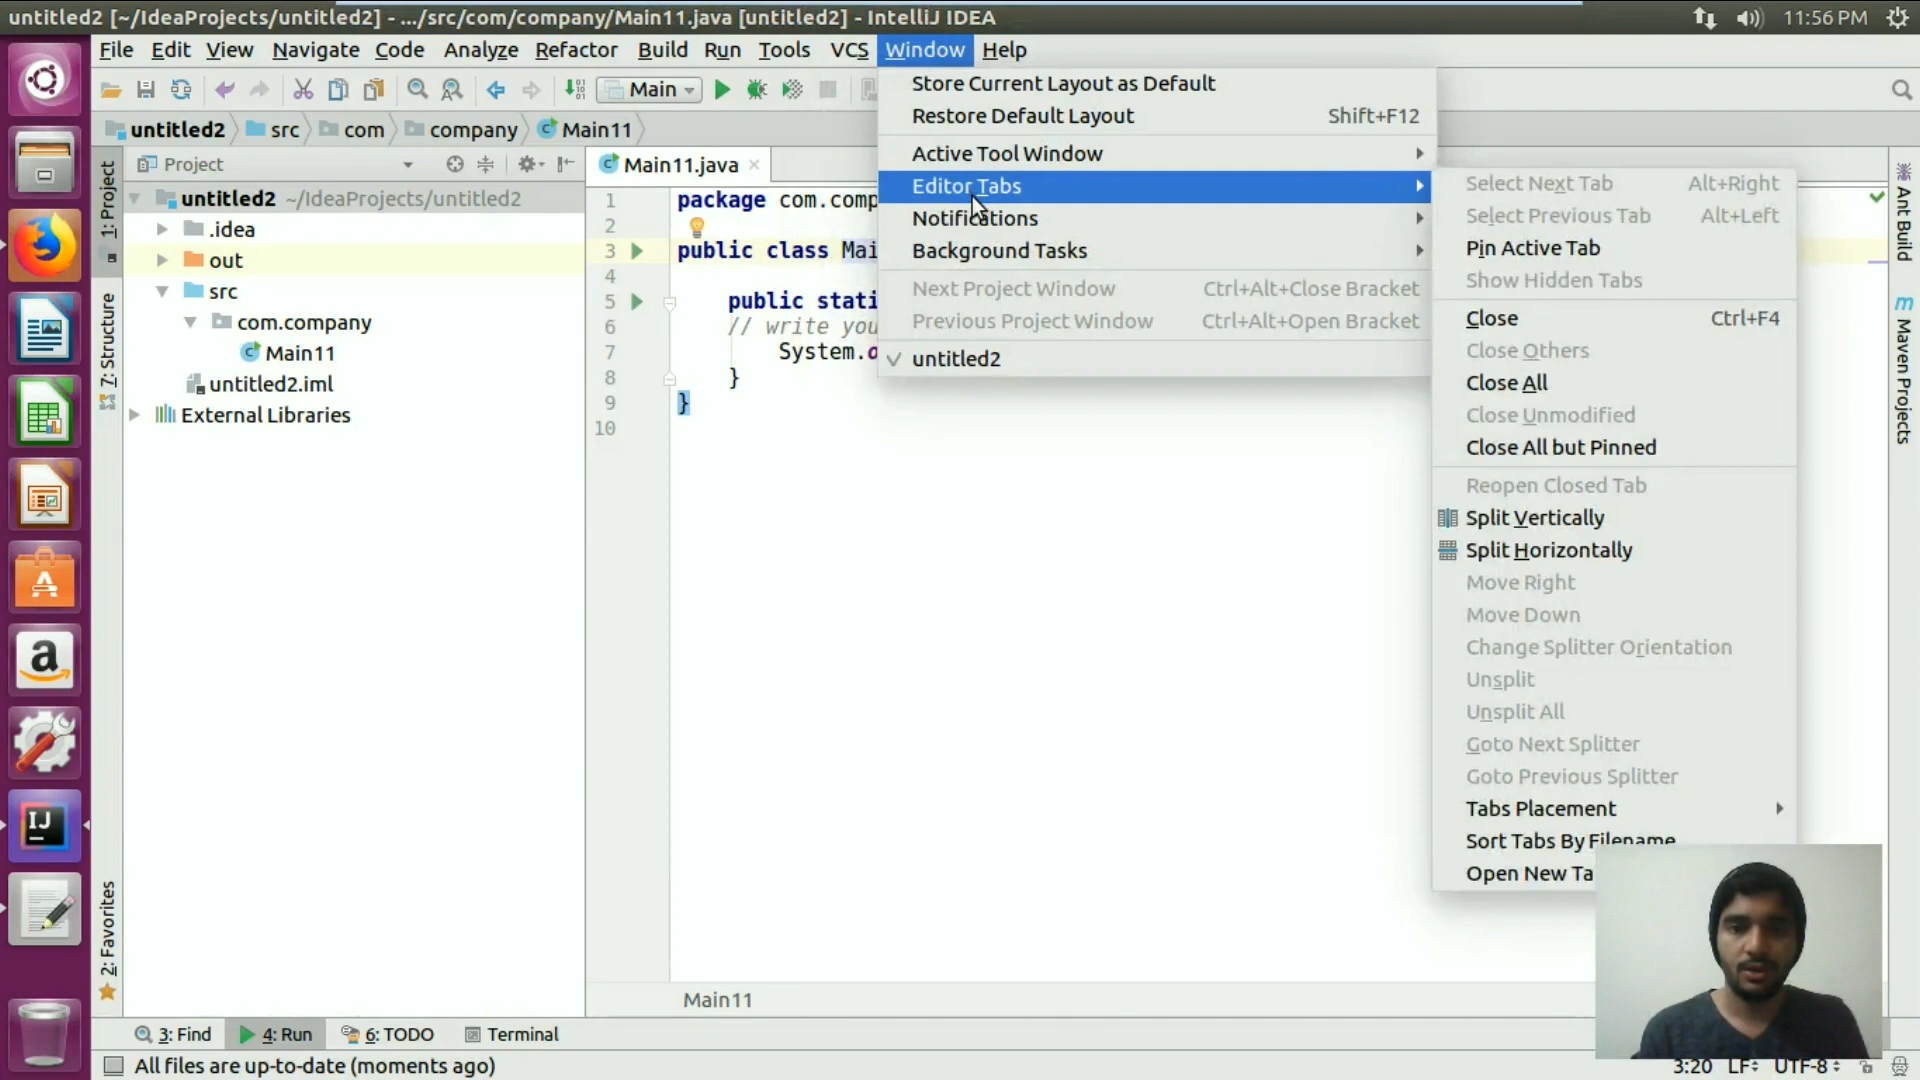 untitled2 [~/IdeaProjects/untitled2] - .../src/com/company/Main11.java [untitled2] - IntelliJ IDEA
11:56 PM
File Edit View Navigate Code Analyze Refactor Build Run Tools VCS Window Help
Main
untitled2 src com company Main11
Project
Main11.java
untitled2 ~/IdeaProjects/untitled2
.idea
out
src
com.company
Main11
untitled2.iml
External Libraries
1: Project
7: Structure
2: Favorites
1 package com.comp
2
3 public class Mai
4
5 public stati
6 // write you
7 System.o
8 }
9 }
10
Store Current Layout as Default
Restore Default Layout Shift+F12
Active Tool Window
Editor Tabs
Notifications
Background Tasks
Next Project Window Ctrl+Alt+Close Bracket
Previous Project Window Ctrl+Alt+Open Bracket
untitled2
Select Next Tab Alt+Right
Select Previous Tab Alt+Left
Pin Active Tab
Show Hidden Tabs
Close Ctrl+F4
Close Others
Close All
Close Unmodified
Close All but Pinned
Reopen Closed Tab
Split Vertically
Split Horizontally
Move Right
Move Down
Change Splitter Orientation
Unsplit
Unsplit All
Goto Next Splitter
Goto Previous Splitter
Tabs Placement
Sort Tabs By Filename
Open New Ta
Ant Build
m
Maven Projects
Main11
3: Find 4: Run 6: TODO Terminal
All files are up-to-date (moments ago)
3:20 LF UTF-8
a
IJ